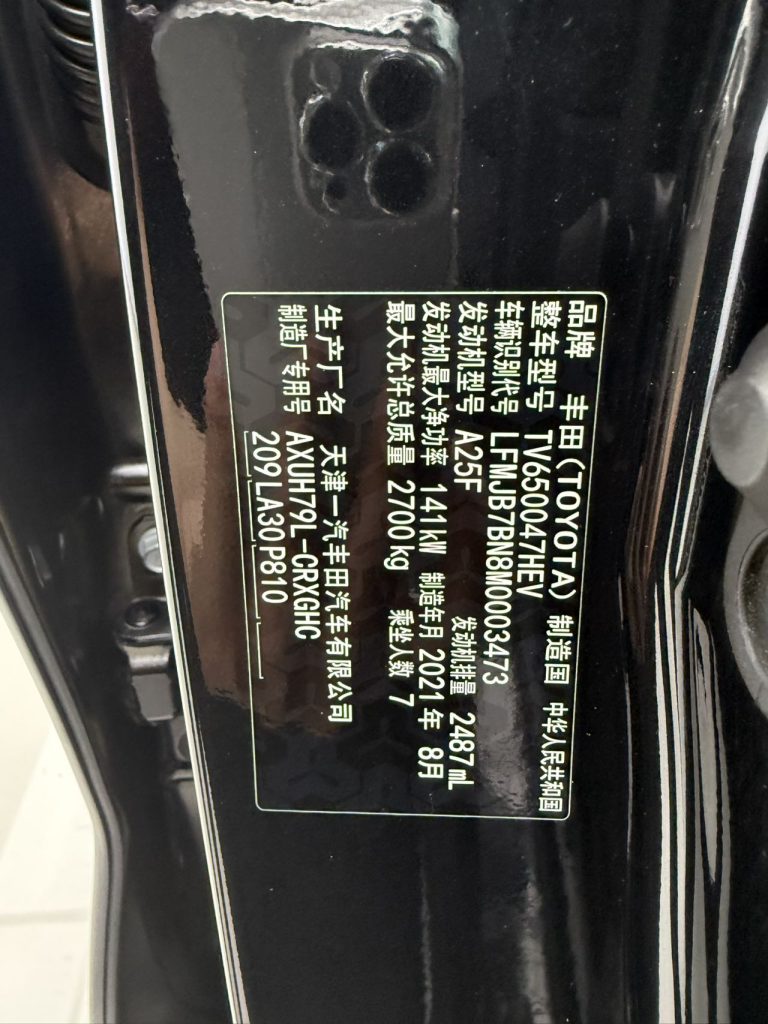 品牌 丰田(TOYOTA) 制造国 中华人民共和国
整车型号 TV650047HEV
车辆识别代号 LFMJB7BN8M0003473
发动机型号 A25F 发动机排量 2487mL
发动机最大净功率 141kW 制造年月 2021年 8月
最大允许总质量 2700kg 乘坐人数 7
生产厂名 天津一汽丰田汽车有限公司
制造厂专用号 AXUH79L-CRXGHC
209LA30P810